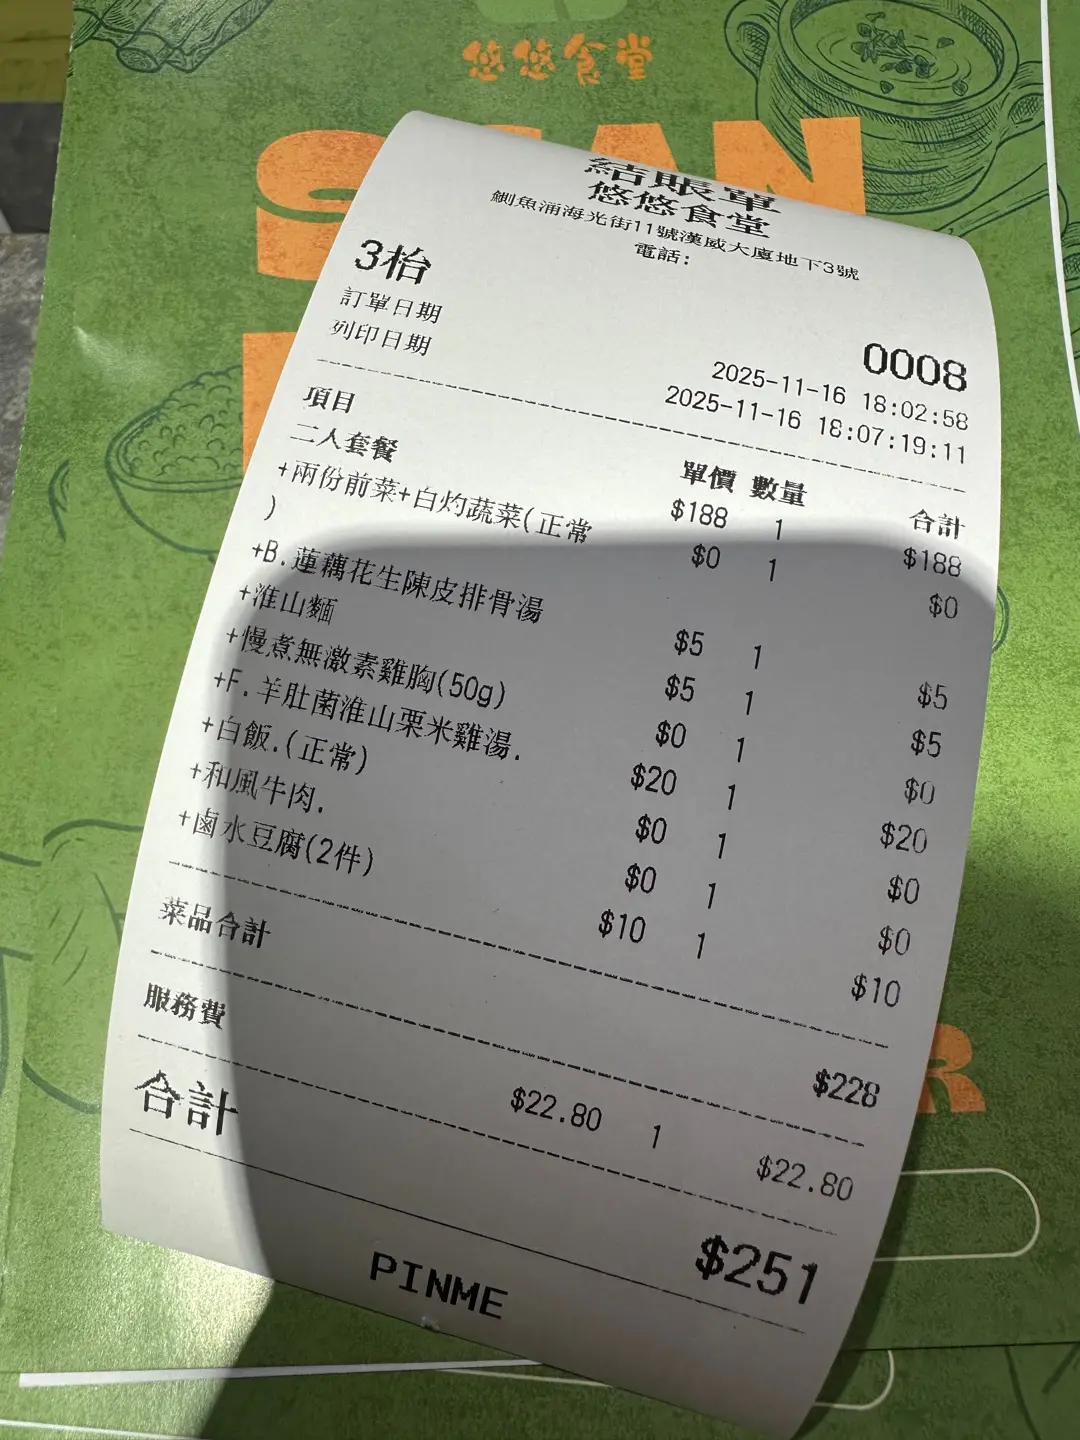 悠悠食堂
結賬單
悠悠食堂
鰂魚涌海光街11號漢威大廈地下3號
電話:
3枱 0008
訂單日期 2025-11-16 18:02:58
列印日期 2025-11-16 18:07:19:11
項目 單價 數量 合計
二人套餐 $188 1 $188
+兩份前菜+白灼蔬菜(正常 $0 1 $0
)
+B.蓮藕花生陳皮排骨湯 $5 1 $5
+淮山麵 $5 1 $5
+慢煮無激素雞胸(50g) $0 1 $0
+F.羊肚菌淮山栗米雞湯. $20 1 $20
+白飯.(正常) $0 1 $0
+和風牛肉. $0 1 $0
+鹵水豆腐(2件) $10 1 $10
菜品合計 $228
服務費 $22.80 1 $22.80
合計 $251
PINME